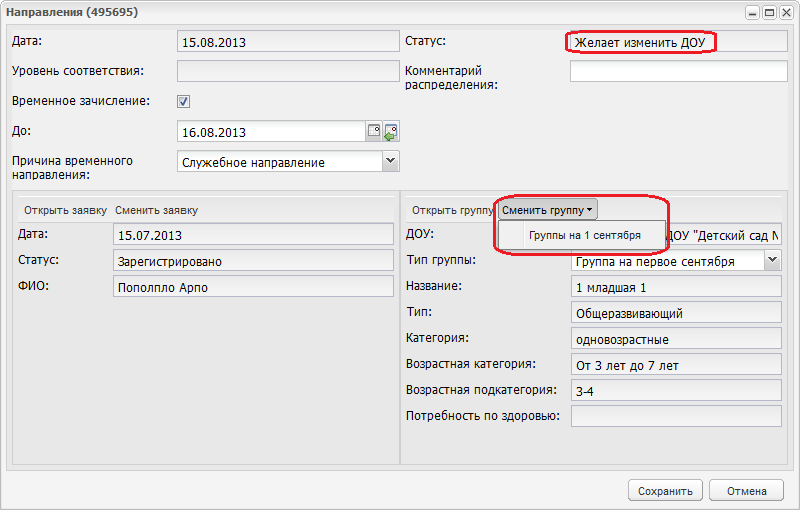 Направления (495695)
Дата: 15.08.2013 Статус: Желает изменить ДОУ
Уровень соответствия: Комментарий
распределения:
Временное зачисление:
До: 16.08.2013
Причина временного
направления: Служебное направление
Открыть заявку Сменить заявку Открыть группу Сменить группу
Группы на 1 сентября
Дата: 15.07.2013 ДОУ: ДОУ "Детский сад N
Статус: Зарегистрировано Тип группы: Группа на первое сентября
ФИО: Пополпло Арпо Название: 1 младшая 1
Тип: Общеразвивающий
Категория: одновозрастные
Возрастная категория: От 3 лет до 7 лет
Возрастная подкатегория: 3-4
Потребность по здоровью:
Сохранить Отмена